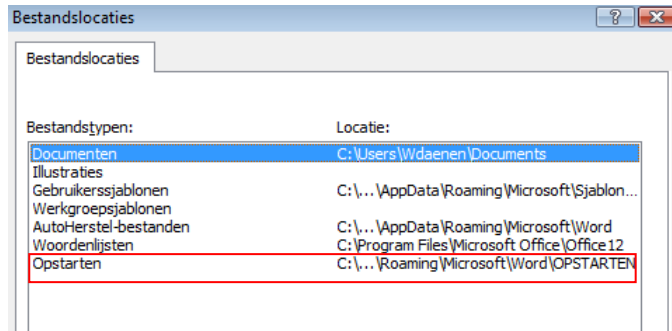 Bestandslocaties
Bestandslocaties
Bestandstypen: Locatie:
Documenten C:\Users\Wdaenen\Documents
Illustraties
Gebruikerssjablonen C:\...\AppData\Roaming\Microsoft\Sjablon...
Werkgroepsjablonen
AutoHerstel-bestanden C:\...\AppData\Roaming\Microsoft\Word
Woordenlijsten C:\Program Files\Microsoft Office\Office12
Opstarten C:\...\Roaming\Microsoft\Word\OPSTARTEN